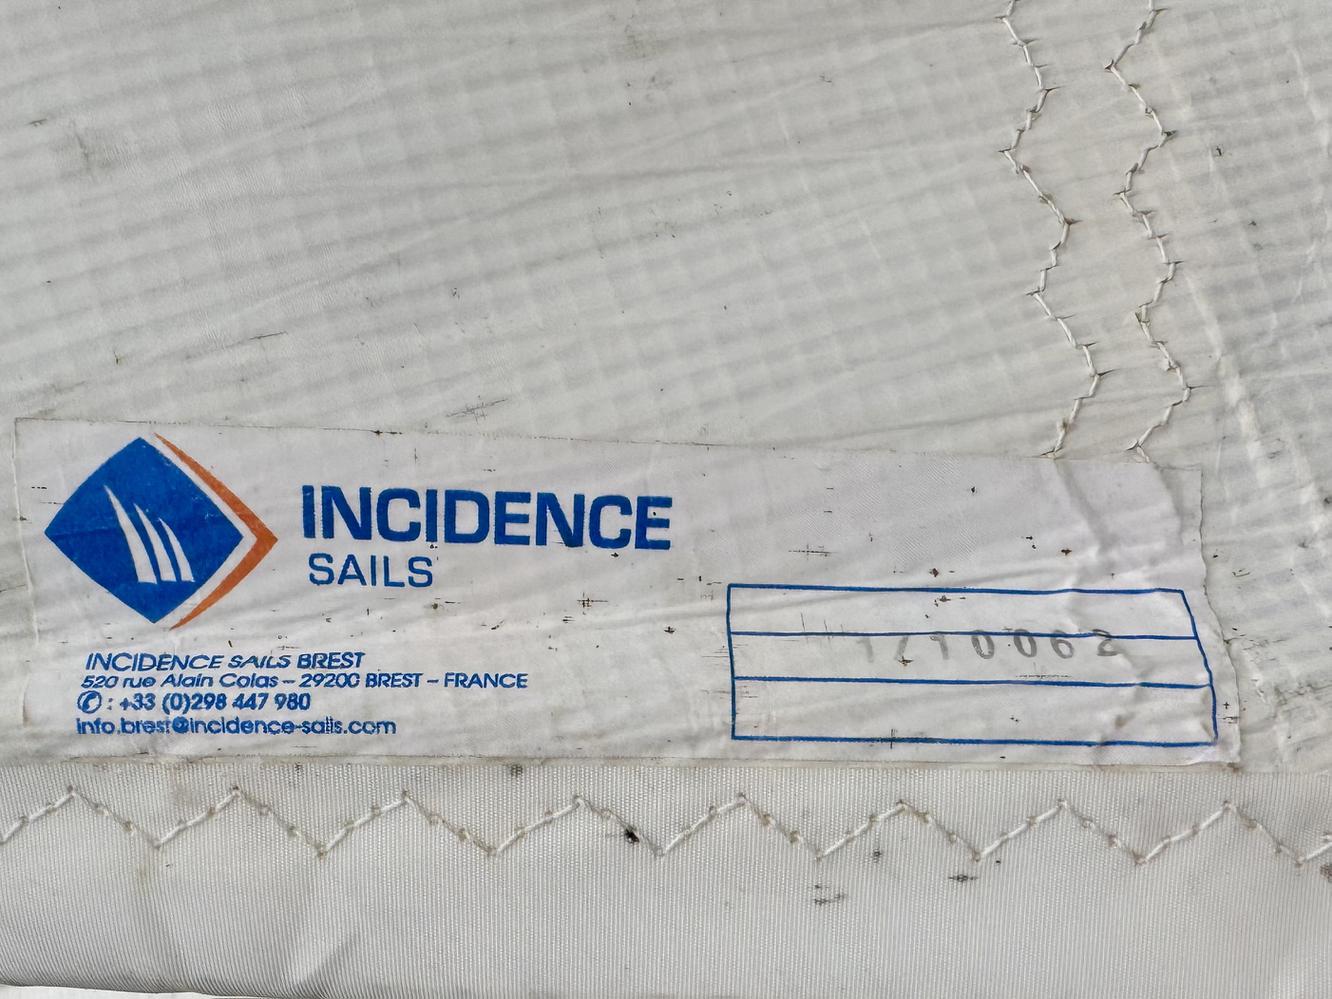 INCIDENCE
SAILS
INCIDENCE SAILS BREST
520 rue Alain Colas – 29200 BREST – FRANCE
✆ : +33 (0)298 447 980
info.brest@incidence-sails.com